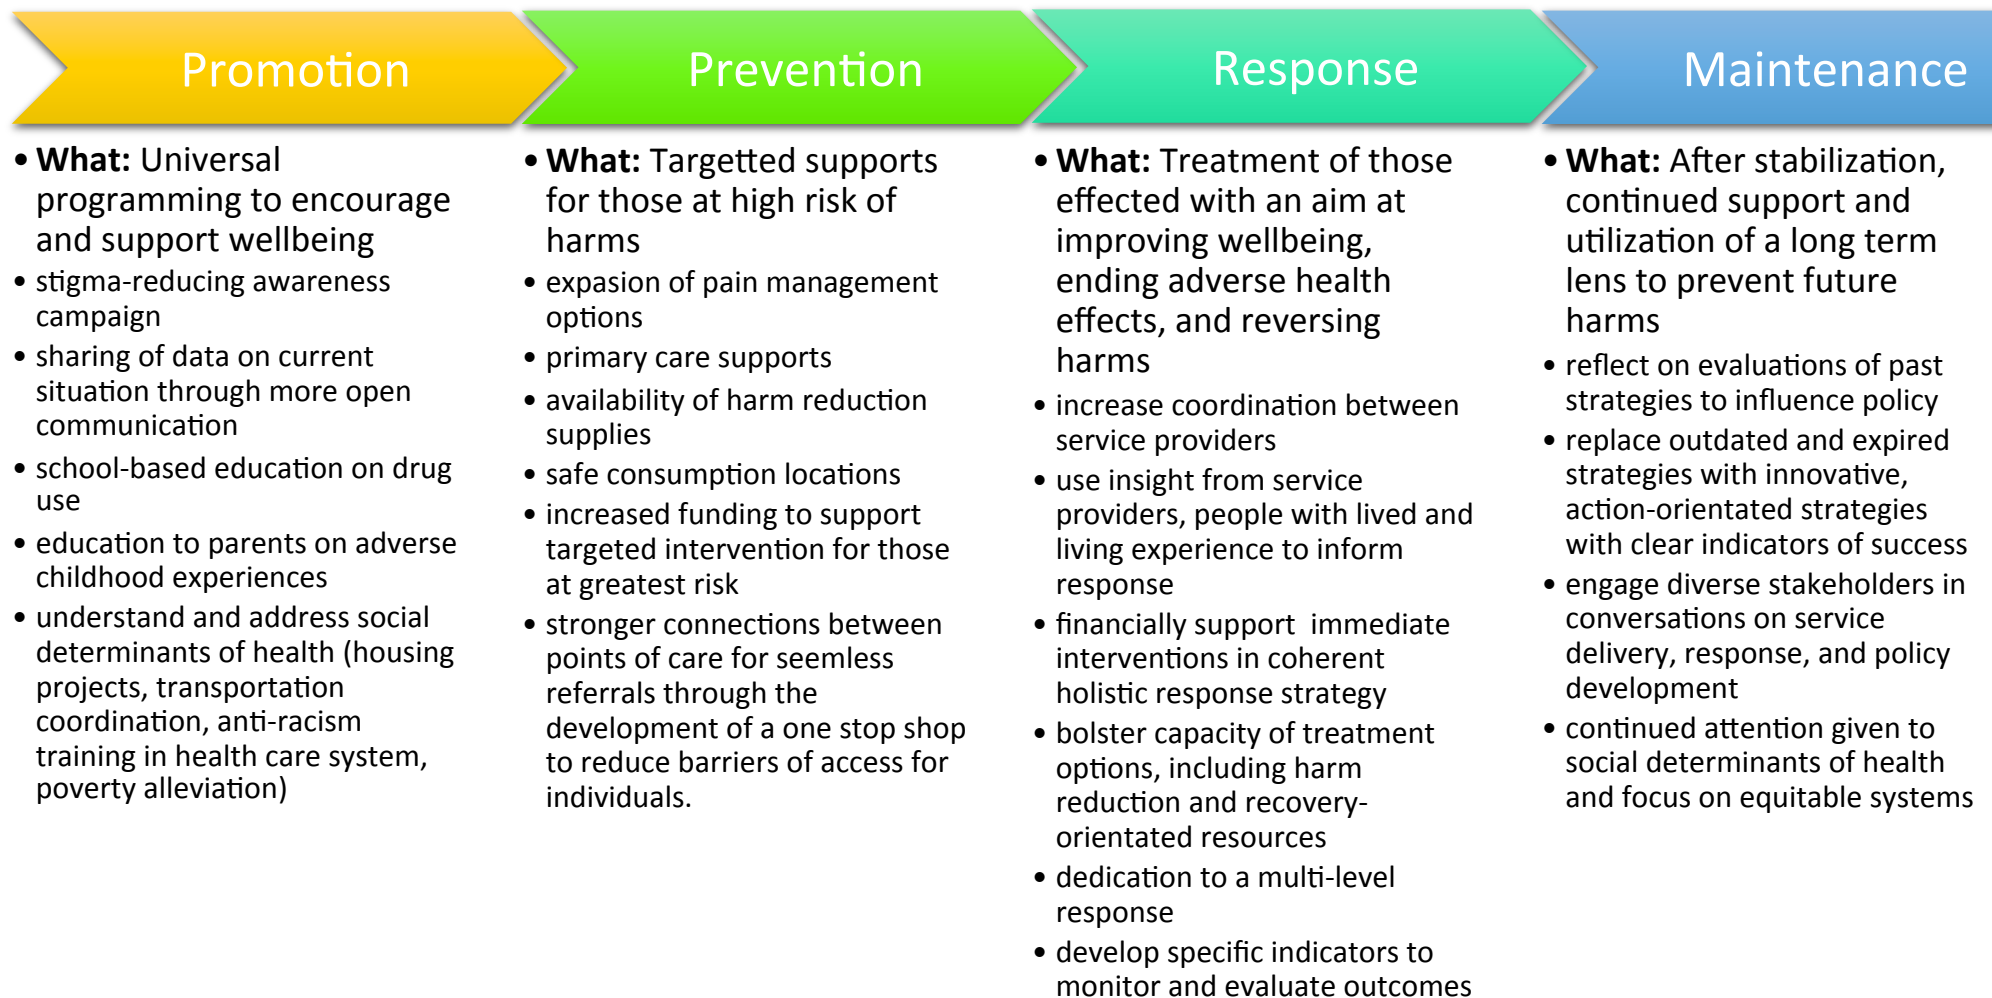 Promotion
• What: Universal
programming to encourage
and support wellbeing
• stigma-reducing awareness
campaign
• sharing of data on current
situation through more open
communication
• school-based education on drug
use
• education to parents on adverse
childhood experiences
• understand and address social
determinants of health (housing
projects, transportation
coordination, anti-racism
training in health care system,
poverty alleviation)
Prevention
• What: Targetted supports
for those at high risk of
harms
• expasion of pain management
options
• primary care supports
• availability of harm reduction
supplies
• safe consumption locations
• increased funding to support
targeted intervention for those
at greatest risk
• stronger connections between
points of care for seemless
referrals through the
development of a one stop shop
to reduce barriers of access for
individuals.
Response
• What: Treatment of those
effected with an aim at
improving wellbeing,
ending adverse health
effects, and reversing
harms
• increase coordination between
service providers
• use insight from service
providers, people with lived and
living experience to inform
response
• financially support immediate
interventions in coherent
holistic response strategy
• bolster capacity of treatment
options, including harm
reduction and recovery-
orientated resources
• dedication to a multi-level
response
• develop specific indicators to
monitor and evaluate outcomes
Maintenance
• What: After stabilization,
continued support and
utilization of a long term
lens to prevent future
harms
• reflect on evaluations of past
strategies to influence policy
• replace outdated and expired
strategies with innovative,
action-orientated strategies
with clear indicators of success
• engage diverse stakeholders in
conversations on service
delivery, response, and policy
development
• continued attention given to
social determinants of health
and focus on equitable systems